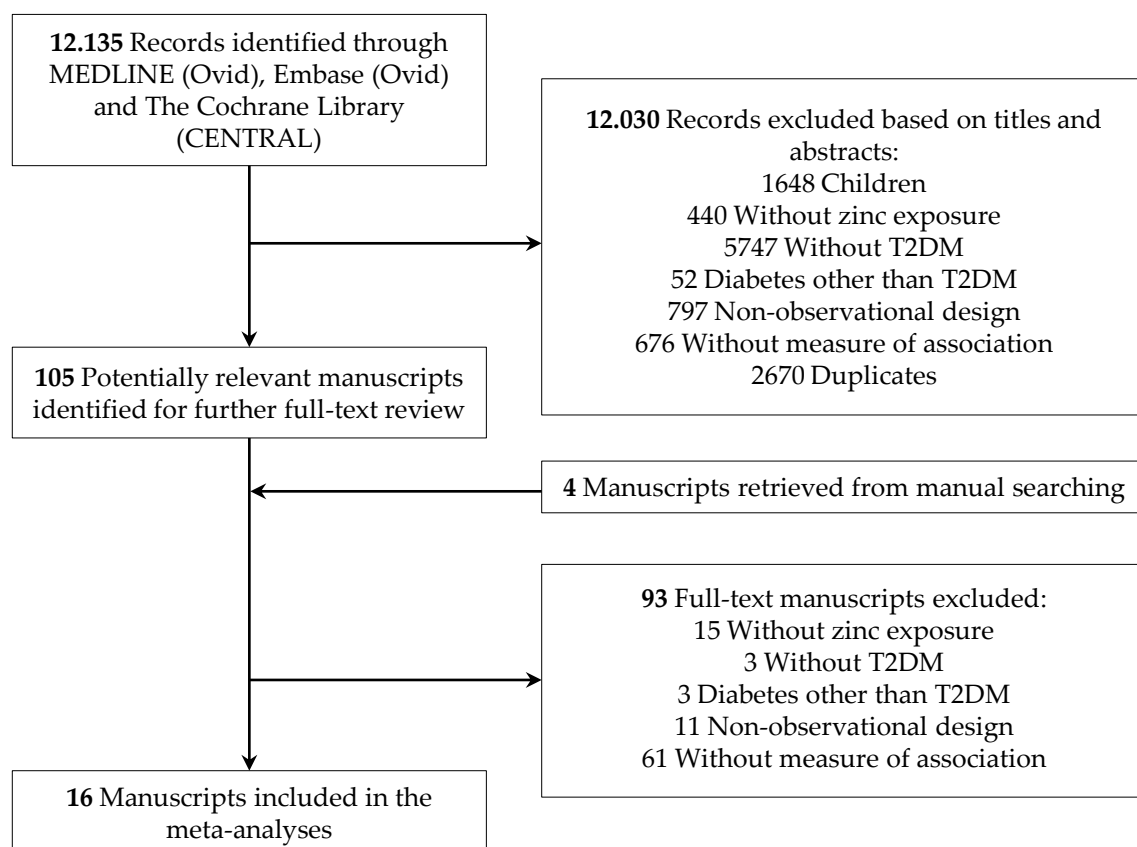 12.135 Records identified through
MEDLINE (Ovid), Embase (Ovid)
and The Cochrane Library
(CENTRAL)
12.030 Records excluded based on titles and
abstracts:
1648 Children
440 Without zinc exposure
5747 Without T2DM
52 Diabetes other than T2DM
797 Non-observational design
676 Without measure of association
2670 Duplicates
105 Potentially relevant manuscripts
identified for further full-text review
4 Manuscripts retrieved from manual searching
93 Full-text manuscripts excluded:
15 Without zinc exposure
3 Without T2DM
3 Diabetes other than T2DM
11 Non-observational design
61 Without measure of association
16 Manuscripts included in the
meta-analyses